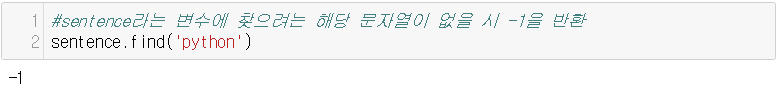 1 #sentence라는 변수에 찾으려는 해당 문자열이 없을 시 -1을 반환
2 sentence.find('python')
-1